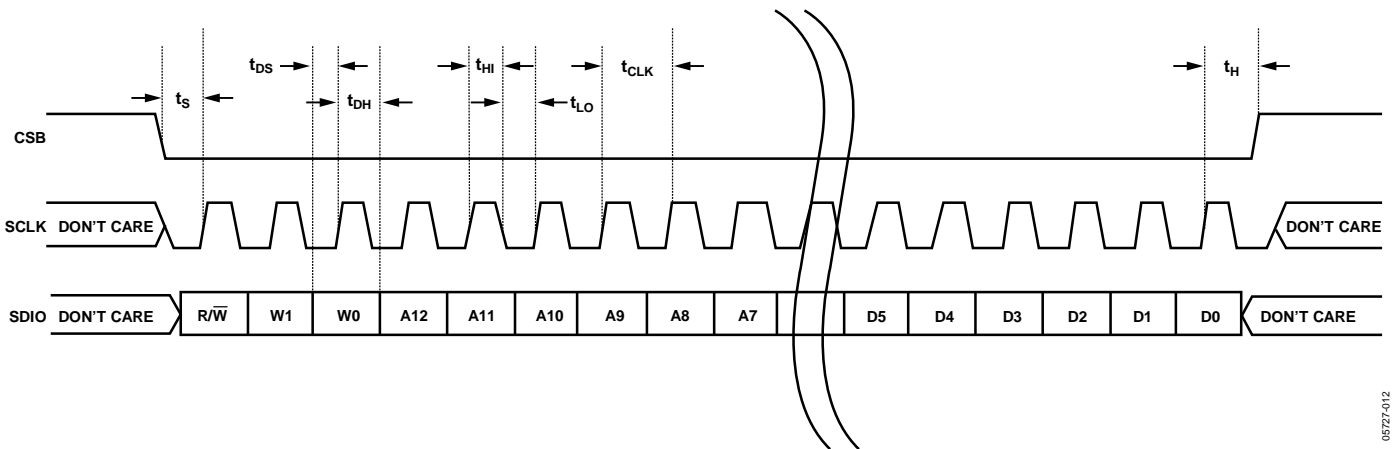 tDS
tHI
tCLK
tH
tS
tDH
tLO
CSB
SCLK DON'T CARE
DON'T CARE
SDIO DON'T CARE R/W̅ W1 W0 A12 A11 A10 A9 A8 A7 D5 D4 D3 D2 D1 D0 DON'T CARE
05727-012